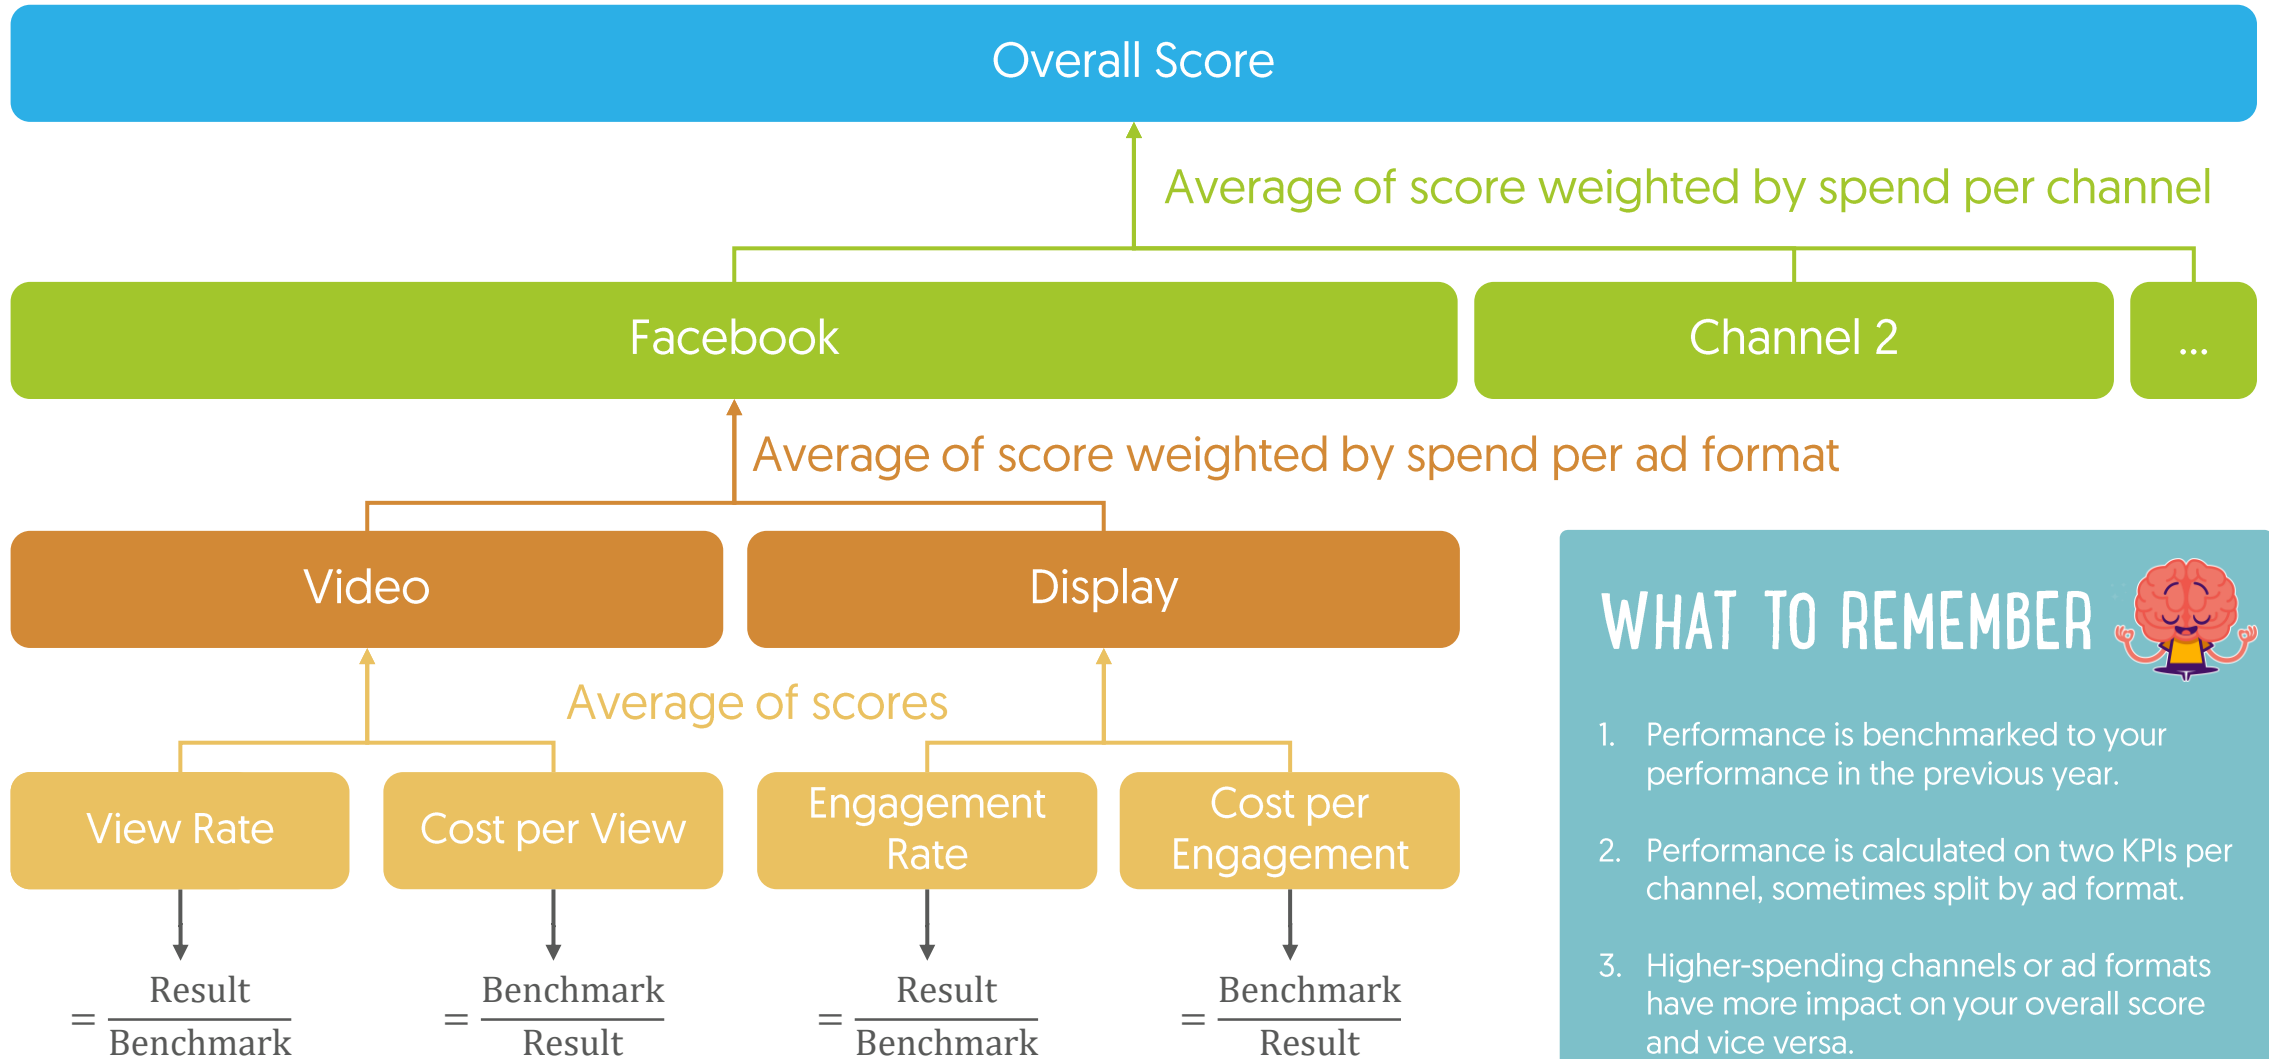 Overall Score
Average of score weighted by spend per channel
Facebook
Channel 2
...
Average of score weighted by spend per ad format
Video
Display
Average of scores
View Rate
Cost per View
Engagement
Rate
Cost per
Engagement
= Result
Benchmark
= Benchmark
Result
= Result
Benchmark
= Benchmark
Result
WHAT TO REMEMBER
1. Performance is benchmarked to your
performance in the previous year.
2. Performance is calculated on two KPIs per
channel, sometimes split by ad format.
3. Higher-spending channels or ad formats
have more impact on your overall score
and vice versa.